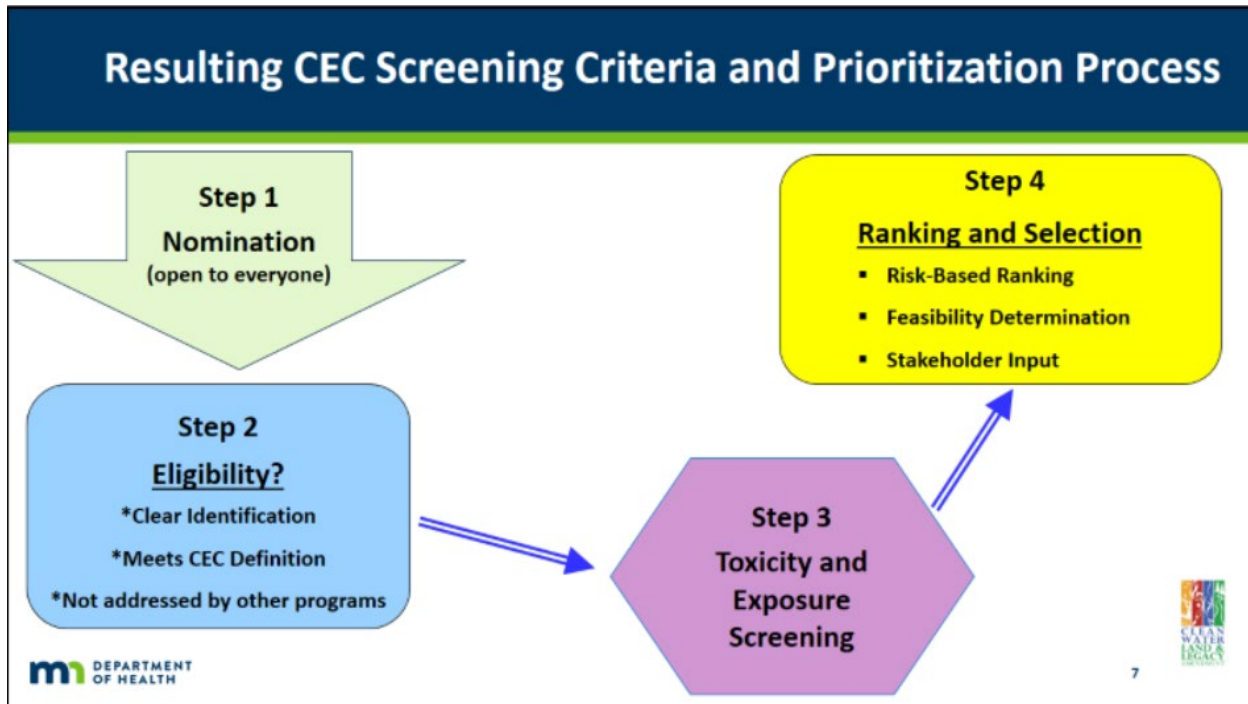 Resulting CEC Screening Criteria and Prioritization Process
Step 1
Nomination
(open to everyone)
Step 2
Eligibility?
*Clear Identification
*Meets CEC Definition
*Not addressed by other programs
Step 3
Toxicity and
Exposure
Screening
Step 4
Ranking and Selection
▪ Risk-Based Ranking
▪ Feasibility Determination
▪ Stakeholder Input
mn DEPARTMENT
OF HEALTH
7
CLEAN
WATER
LAND &
LEGACY
AMENDMENT